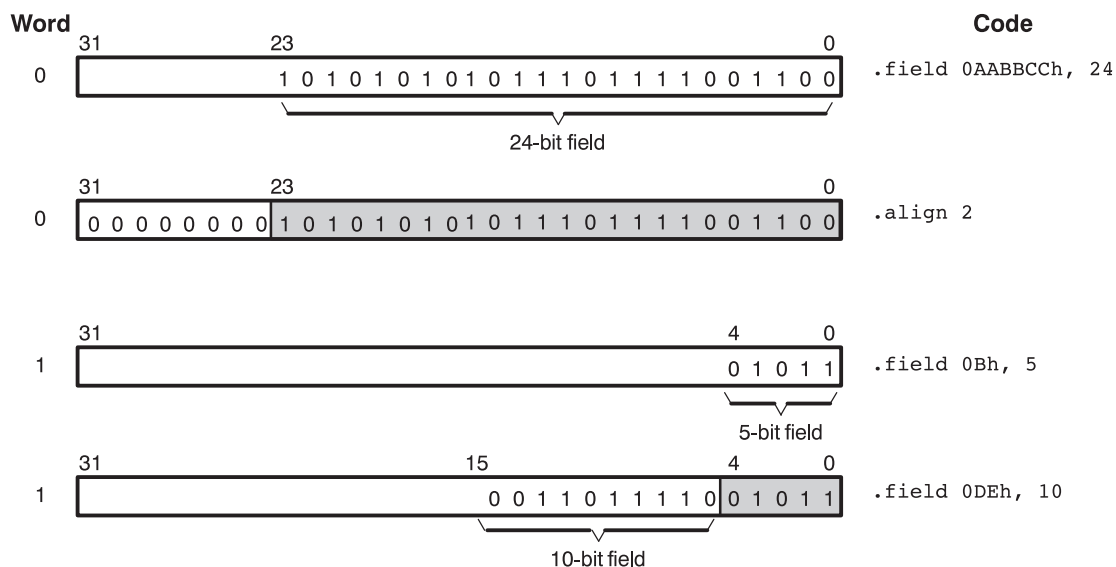 Word Code
31 23 0
0 1 0 1 0 1 0 1 0 1 0 1 1 1 0 1 1 1 1 0 0 1 1 0 0 .field 0AABBCCh, 24
24-bit field
31 23 0
0 0 0 0 0 0 0 0 0 1 0 1 0 1 0 1 0 1 0 1 1 1 0 1 1 1 1 0 0 1 1 0 0 .align 2
31 4 0
1 0 1 0 1 1 .field 0Bh, 5
5-bit field
31 15 4 0
1 0 0 1 1 0 1 1 1 1 0 0 1 0 1 1 .field 0DEh, 10
10-bit field